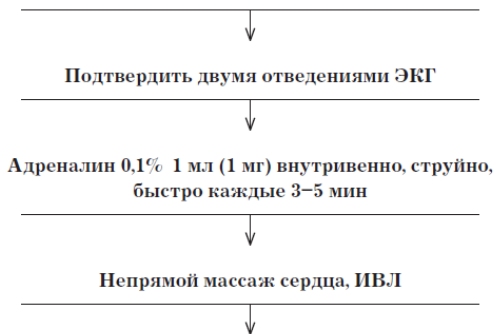 Подтвердить двумя отведениями ЭКГ
Адреналин 0,1% 1 мл (1 мг) внутривенно, струйно,
быстро каждые 3–5 мин
Непрямой массаж сердца, ИВЛ